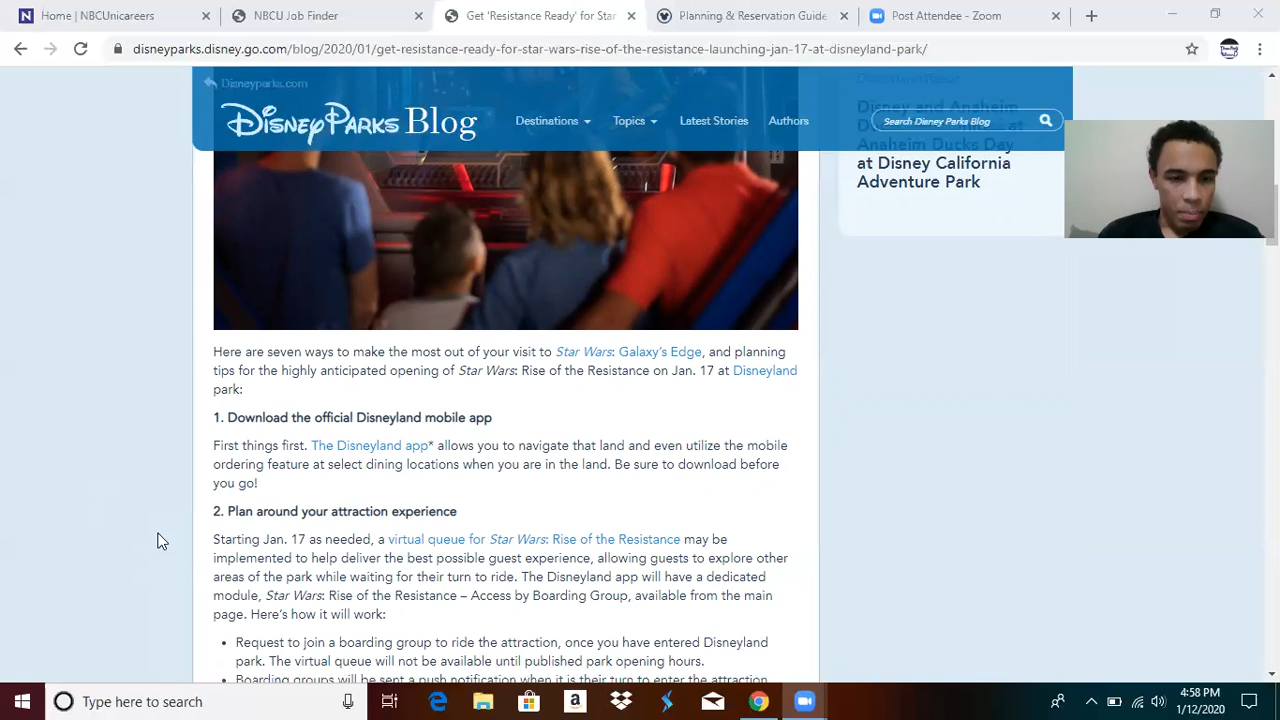 Home | NBCUnicareers
NBCU Job Finder
Get 'Resistance Ready' for Star
Planning & Reservation Guide
Post Attendee - Zoom
disneyparks.disney.go.com/blog/2020/01/get-resistance-ready-for-star-wars-rise-of-the-resistance-launching-jan-17-at-disneyland-park/
Disneyparks.com
Disney Parks Blog
Destinations
Topics
Latest Stories
Authors
Search Disney Parks Blog
Disney and Anaheim
Anaheim Ducks Day
at Disney California
Adventure Park
Here are seven ways to make the most out of your visit to Star Wars: Galaxy's Edge, and planning
tips for the highly anticipated opening of Star Wars: Rise of the Resistance on Jan. 17 at Disneyland
park:
1. Download the official Disneyland mobile app
First things first. The Disneyland app* allows you to navigate that land and even utilize the mobile
ordering feature at select dining locations when you are in the land. Be sure to download before
you go!
2. Plan around your attraction experience
Starting Jan. 17 as needed, a virtual queue for Star Wars: Rise of the Resistance may be
implemented to help deliver the best possible guest experience, allowing guests to explore other
areas of the park while waiting for their turn to ride. The Disneyland app will have a dedicated
module, Star Wars: Rise of the Resistance – Access by Boarding Group, available from the main
page. Here's how it will work:
• Request to join a boarding group to ride the attraction, once you have entered Disneyland
park. The virtual queue will not be available until published park opening hours.
• Boarding groups will be sent a push notification when it is their turn to enter the attraction
Type here to search
4:58 PM
1/12/2020